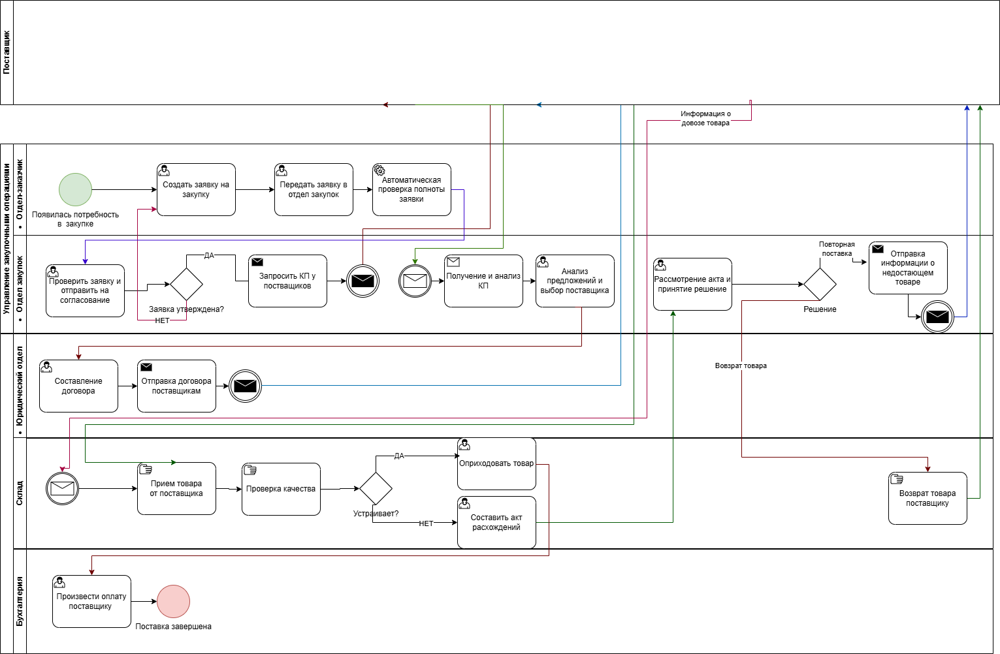 Поставщик
Информация о
довозе товара
Управление закупочными операциями
• Отдел-заказчик
Появилась потребность
в закупке
Создать заявку на
закупку
Передать заявку в
отдел закупок
Автоматическая
проверка полноты
заявки
• Отдел закупок
Проверить заявку и
отправить на
согласование
ДА
Заявка утверждена?
НЕТ
Запросить КП у
постващиков
Получение и анализ
КП
Анализ
предложений и
выбор поставщика
Рассмотрение акта и
принятие решение
Повторная
поставка
Решение
Отправка
информации о
недостающем
товаре
Вовзрат товара
• Юридический отдел
Составление
договора
Отправка договора
поставщикам
Склад
Прием товара
от поставщика
Проверка качества
ДА
Устраивает?
НЕТ
Оприходовать товар
Составить акт
расхождений
Возврат товара
поставщику
Бухгалтерия
Произвести оплату
поставщику
Поставка завершена